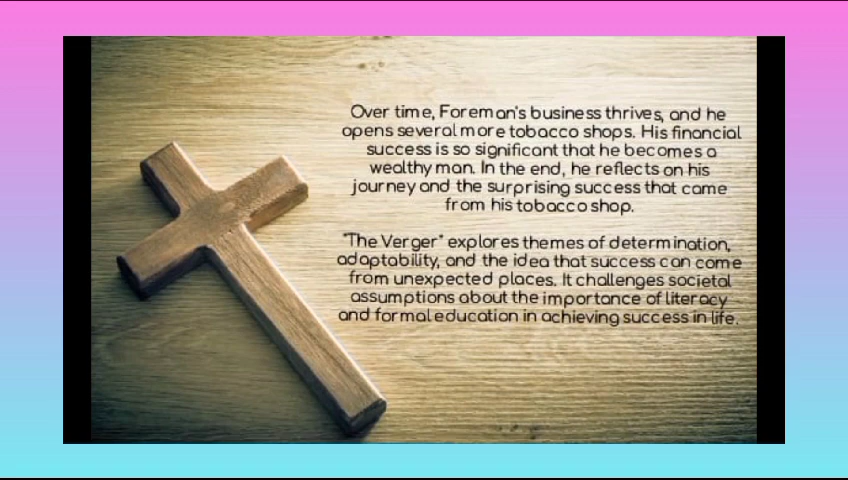 Over time, Foreman's business thrives, and he
opens several more tobacco shops. His financial
success is so significant that he becomes a
wealthy man. In the end, he reflects on his
journey and the surprising success that came
from his tobacco shop.
"The Verger" explores themes of determination,
adaptability, and the idea that success can come
from unexpected places. It challenges societal
assumptions about the importance of literacy
and formal education in achieving success in life.